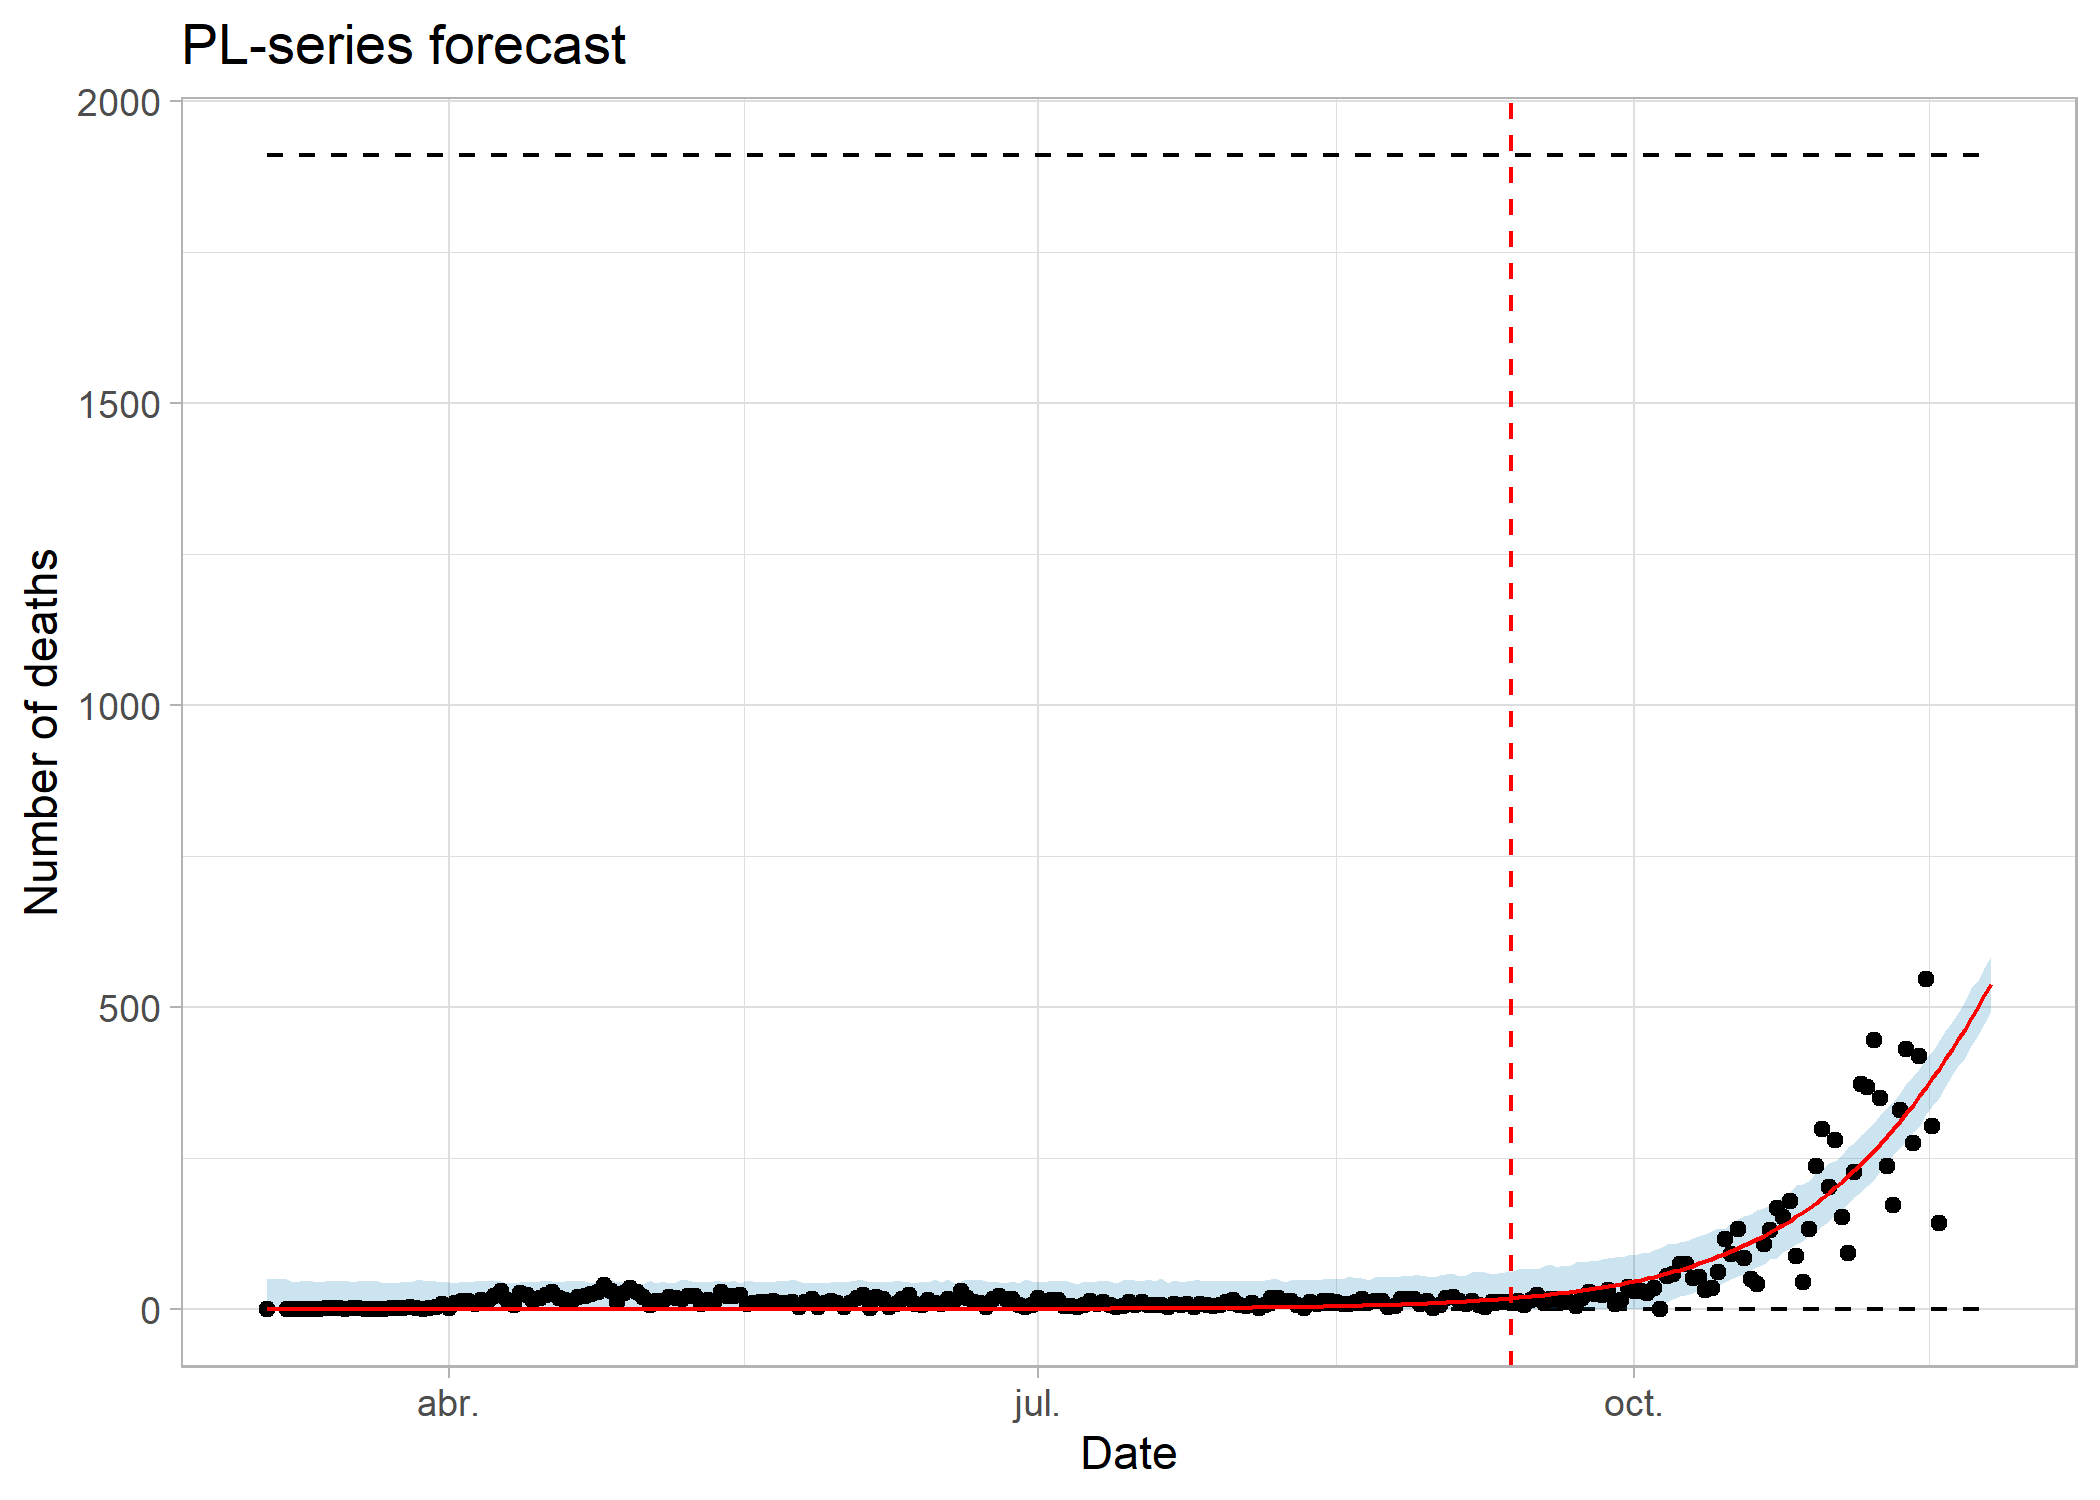 PL-series forecast
2000
1500
1000
500
0
Number of deaths
abr.
jul.
oct.
Date